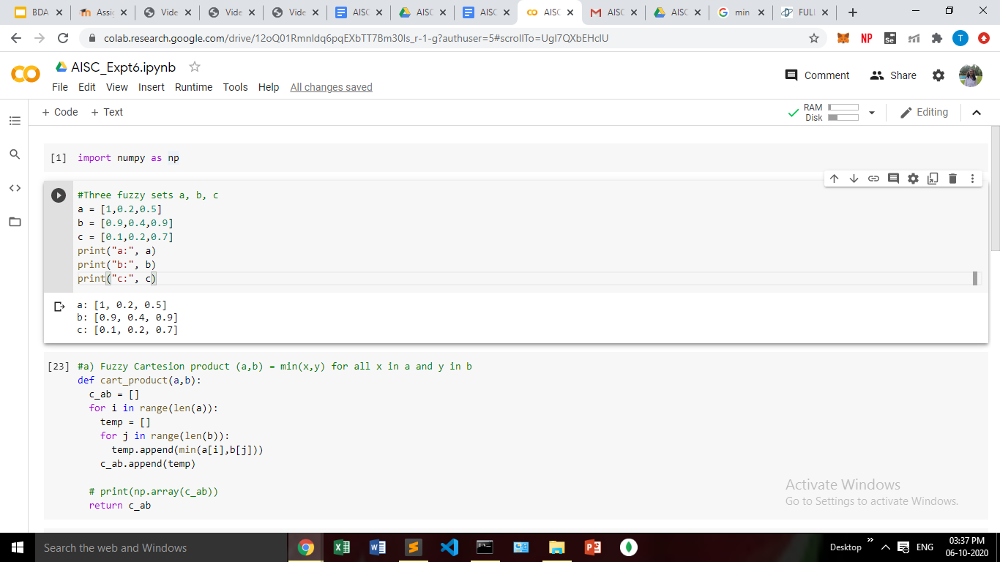 BDA
Assig
Vide
Vide
Vide
AISC
AISC
AISC
AISC
AISC
AISC
min
FULL
colab.research.google.com/drive/12oQ01Rmnldq6pqEXbTT7Bm30Is_r-1-g?authuser=5#scrollTo=UgI7QXbEHclU
NP
Se
T
AISC_Expt6.ipynb
Comment
Share
File Edit View Insert Runtime Tools Help All changes saved
+ Code + Text
RAM
Disk
Editing
[1] import numpy as np
#Three fuzzy sets a, b, c
a = [1,0.2,0.5]
b = [0.9,0.4,0.9]
c = [0.1,0.2,0.7]
print("a:", a)
print("b:", b)
print("c:", c)
a: [1, 0.2, 0.5]
b: [0.9, 0.4, 0.9]
c: [0.1, 0.2, 0.7]
[23] #a) Fuzzy Cartesion product (a,b) = min(x,y) for all x in a and y in b
def cart_product(a,b):
c_ab = []
for i in range(len(a)):
temp = []
for j in range(len(b)):
temp.append(min(a[i],b[j]))
c_ab.append(temp)
# print(np.array(c_ab))
return c_ab
Activate Windows
Go to Settings to activate Windows.
Search the web and Windows
Desktop
ENG
03:37 PM
06-10-2020